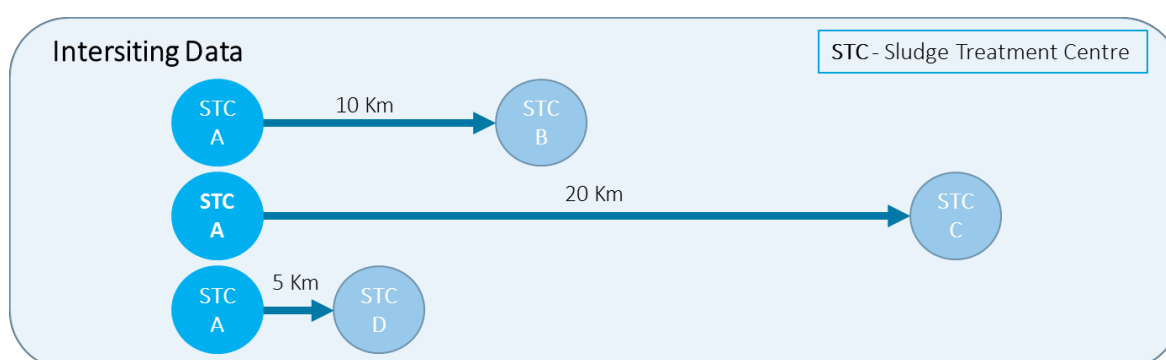 Intersiting Data
STC - Sludge Treatment Centre
STC
A
10 Km
STC
B
STC
A
20 Km
STC
C
STC
A
5 Km
STC
D